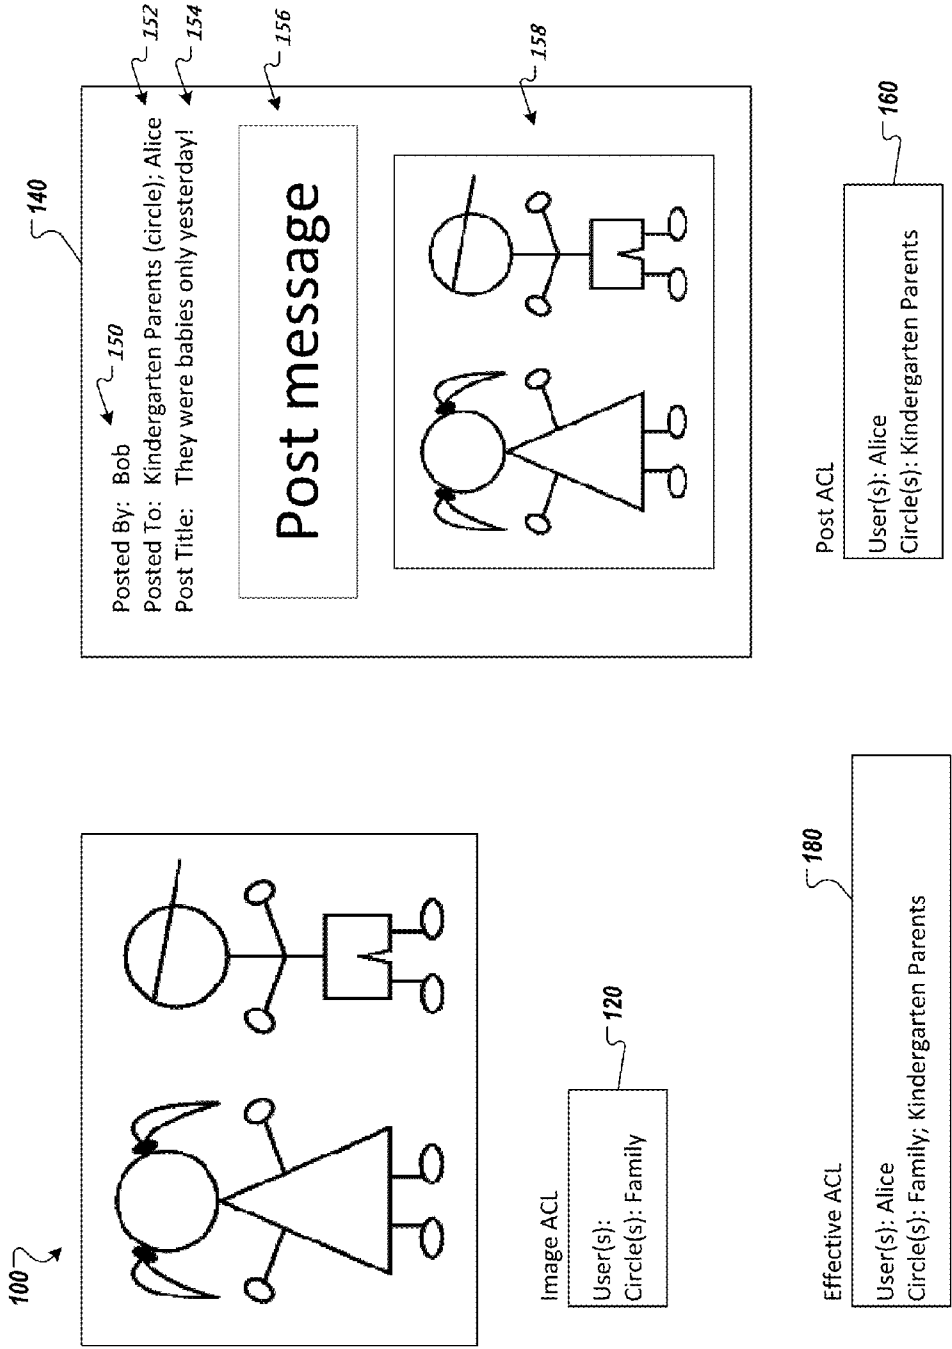 100
Image ACL
User(s):
Circle(s): Family
120
Effective ACL
User(s): Alice
Circle(s): Family; Kindergarten Parents
180
140
Posted By: Bob
150
Posted To: Kindergarten Parents (circle); Alice
152
Post Title: They were babies only yesterday!
154
Post message
156
158
Post ACL
User(s): Alice
Circle(s): Kindergarten Parents
160